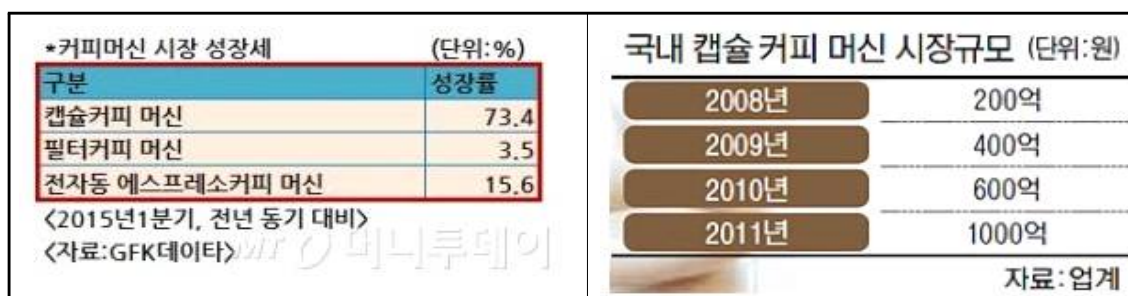 *커피머신 시장 성장세 (단위:%)
구분 성장률
캡슐커피 머신 73.4
필터커피 머신 3.5
전자동 에스프레소커피 머신 15.6
<2015년1분기, 전년 동기 대비>
<자료:GFK데이타>
MT 머니투데이
국내 캡슐 커피 머신 시장규모 (단위:원)
2008년 200억
2009년 400억
2010년 600억
2011년 1000억
자료:업계